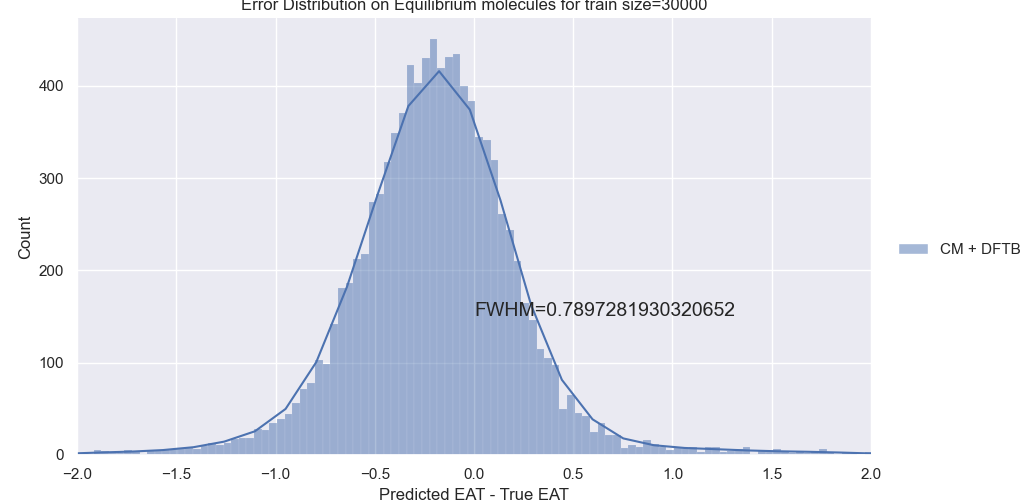 Error Distribution on Equilibrium molecules for train size=30000
400
300
200
100
0
Count
FWHM=0.7897281930320652
CM + DFTB
−2.0 −1.5 −1.0 −0.5 0.0 0.5 1.0 1.5 2.0
Predicted EAT - True EAT